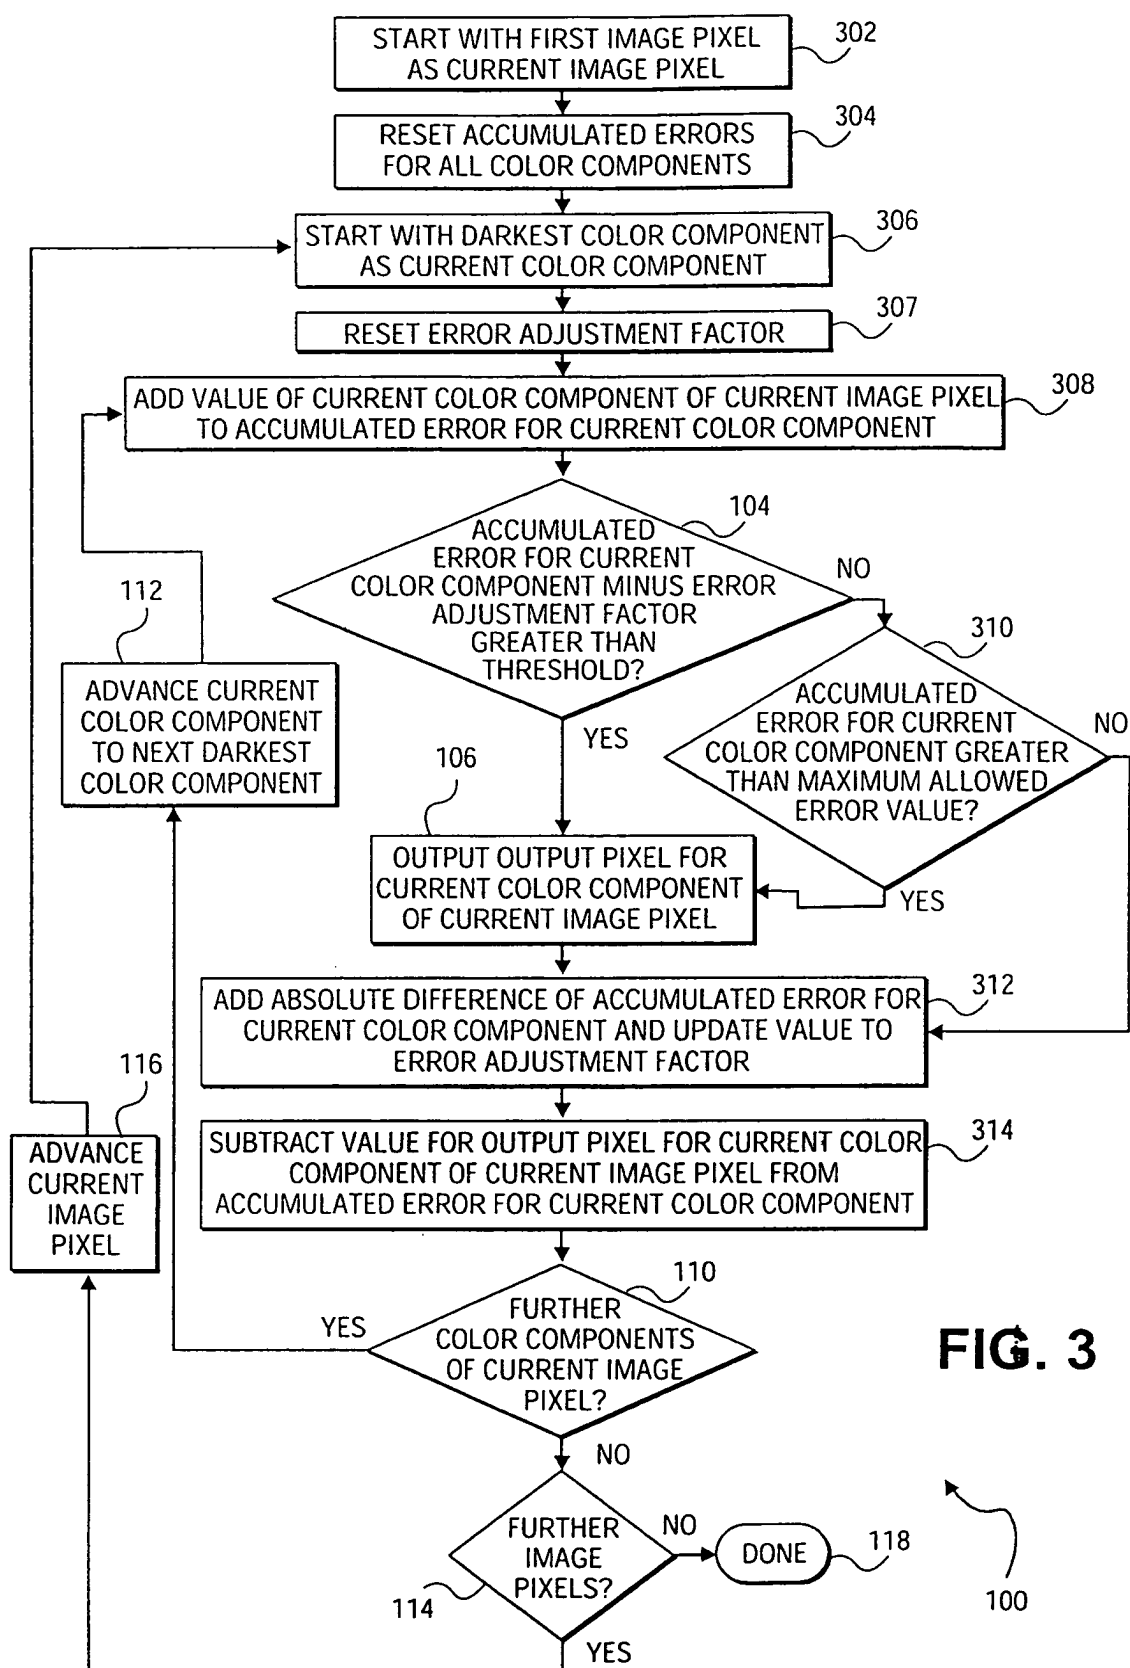 START WITH FIRST IMAGE PIXEL
AS CURRENT IMAGE PIXEL
302
RESET ACCUMULATED ERRORS
FOR ALL COLOR COMPONENTS
304
START WITH DARKEST COLOR COMPONENT
AS CURRENT COLOR COMPONENT
306
RESET ERROR ADJUSTMENT FACTOR
307
ADD VALUE OF CURRENT COLOR COMPONENT OF CURRENT IMAGE PIXEL
TO ACCUMULATED ERROR FOR CURRENT COLOR COMPONENT
308
ACCUMULATED
ERROR FOR CURRENT
COLOR COMPONENT MINUS ERROR
ADJUSTMENT FACTOR
GREATER THAN
THRESHOLD?
104
NO
YES
112
ADVANCE CURRENT
COLOR COMPONENT
TO NEXT DARKEST
COLOR COMPONENT
310
ACCUMULATED
ERROR FOR CURRENT
COLOR COMPONENT GREATER
THAN MAXIMUM ALLOWED
ERROR VALUE?
NO
YES
106
OUTPUT OUTPUT PIXEL FOR
CURRENT COLOR COMPONENT
OF CURRENT IMAGE PIXEL
ADD ABSOLUTE DIFFERENCE OF ACCUMULATED ERROR FOR
CURRENT COLOR COMPONENT AND UPDATE VALUE TO
ERROR ADJUSTMENT FACTOR
312
116
ADVANCE
CURRENT
IMAGE
PIXEL
SUBTRACT VALUE FOR OUTPUT PIXEL FOR CURRENT COLOR
COMPONENT OF CURRENT IMAGE PIXEL FROM
ACCUMULATED ERROR FOR CURRENT COLOR COMPONENT
314
FURTHER
COLOR COMPONENTS
OF CURRENT IMAGE
PIXEL?
110
YES
NO
FIG. 3
FURTHER
IMAGE
PIXELS?
114
NO
YES
DONE
118
100